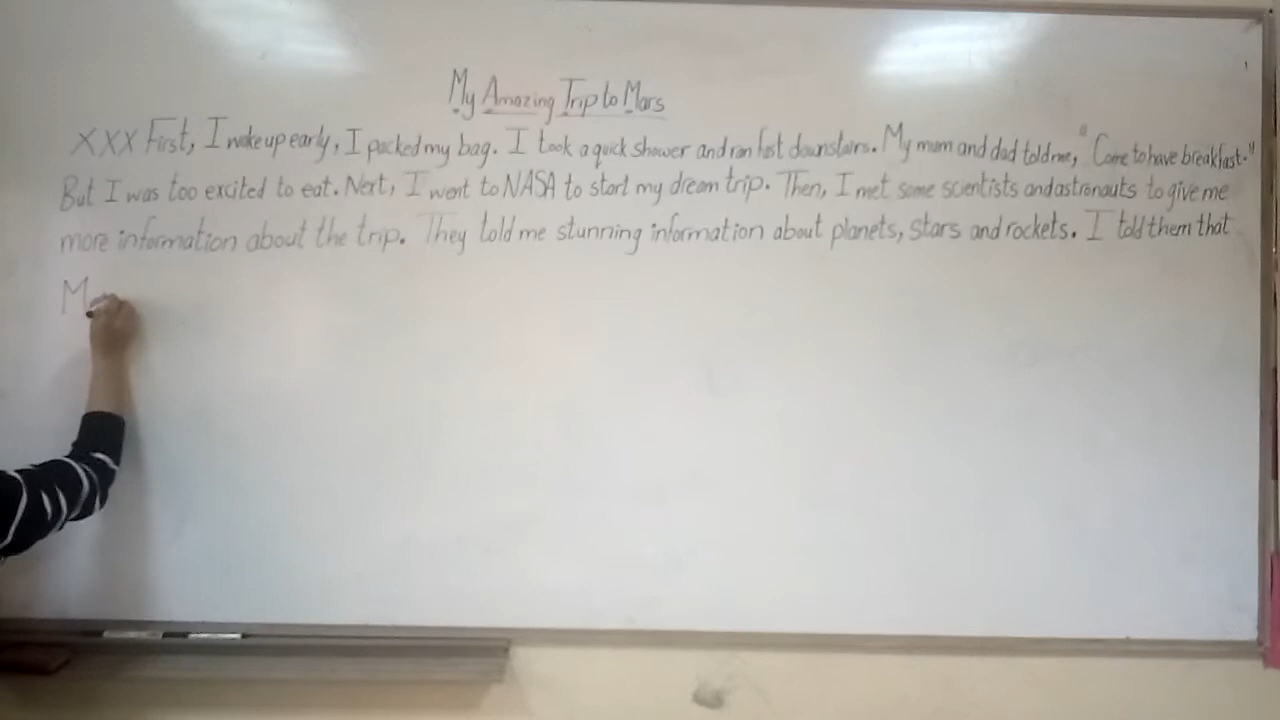 My Amazing Trip to Mars
XXX First, I woke up early, I packed my bag. I took a quick shower and ran fast downstairs. My mum and dad told me, "Come to have breakfast."
But I was too excited to eat. Next, I went to NASA to start my dream trip. Then, I met some scientists and astronauts to give me
more information about the trip. They told me stunning information about planets, stars and rockets. I told them that
M